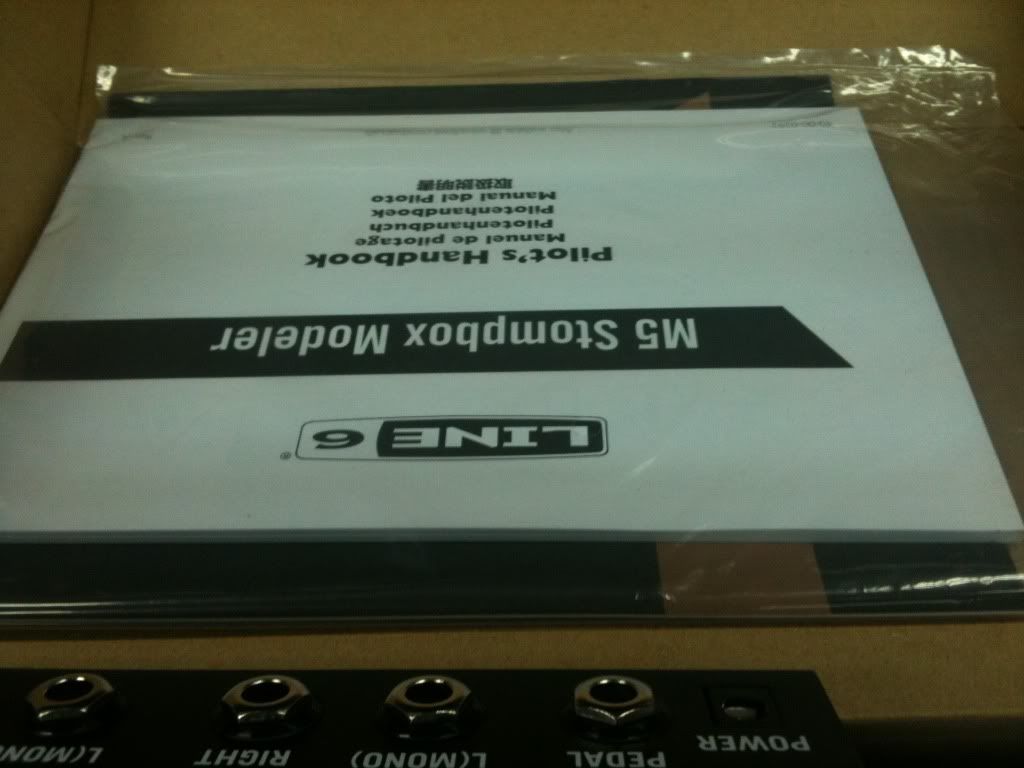 POWER PEDAL L(MONO) RIGHT L(MONO
LINE 6®
M5 Stompbox Modeler
Pilot's Handbook
Manuel de pilotage
Pilotenhandbuch
Pilotenhandboek
Manual del Piloto
取扱説明書